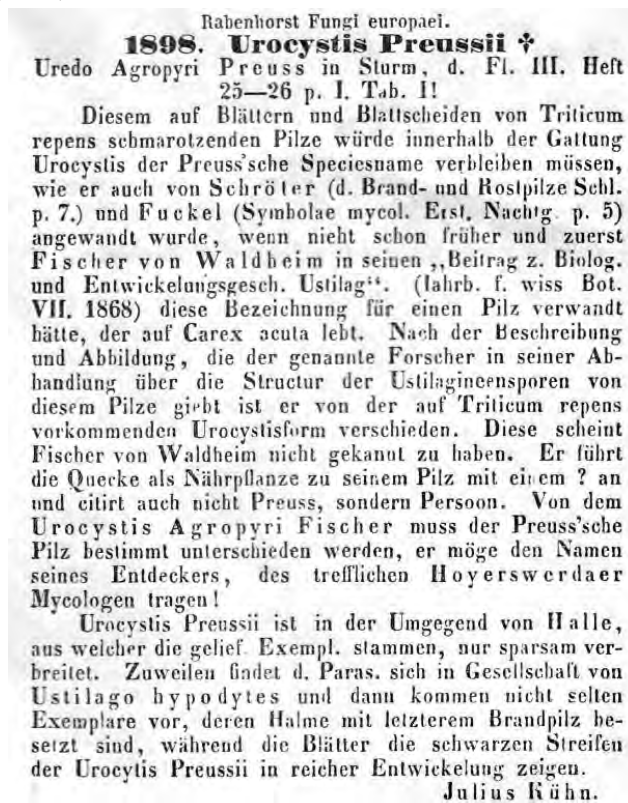 Rabenhorst Fungi europaei.
1898. Urocystis Preussii †
Uredo Agropyri Preuss in Sturm, d. Fl. III. Heft
25—26 p. I. Tab. I!
Diesem auf Blättern und Blattscheiden von Triticum
repens schmarotzenden Pilze würde innerhalb der Gattung
Urocystis der Preuss'sche Speciesname verbleiben müssen,
wie er auch von Schröter (d. Brand- und Rostpilze Schl.
p. 7.) und Fuckel (Symbolae mycol. Erst. Nachtg. p. 5)
angewandt wurde, wenn nieht schon früher und zuerst
Fischer von Waldheim in seinen „Beitrag z. Biolog.
und Entwickelungsgesch. Ustilag“. (Iahrb. f. wiss Bot.
VII. 1868) diese Bezeichnung für einen Pilz verwandt
hätte, der auf Carex acuta lebt. Nach der Beschreibung
und Abbildung, die der genannte Forscher in seiner Ab-
handlung über die Structur der Ustilagineensporen von
diesem Pilze giebt ist er von der auf Triticum repens
vorkommenden Urocystisform verschieden. Diese scheint
Fischer von Waldheim nicht gekannt zu haben. Er führt
die Quecke als Nährpflanze zu seinem Pilz mit einem ? an
und citirt auch nicht Preuss, sondern Persoon. Von dem
Urocystis Agropyri Fischer muss der Preuss'sche
Pilz bestimmt unterschieden werden, er möge den Namen
seines Entdeckers, des trefflichen Hoyerswerdaer
Mycologen tragen!
Urocystis Preussii ist in der Umgegend von Halle,
aus welcher die gelief. Exempl. stammen, nur sparsam ver-
breitet. Zuweilen findet d. Paras. sich in Gesellschaft von
Ustilago hypodytes und dann kommen nicht selten
Exemplare vor, deren Halme mit letzterem Brandpilz be-
setzt sind, während die Blätter die schwarzen Streifen
der Urocytis Preussii in reicher Entwickelung zeigen.
Julius Kühn.